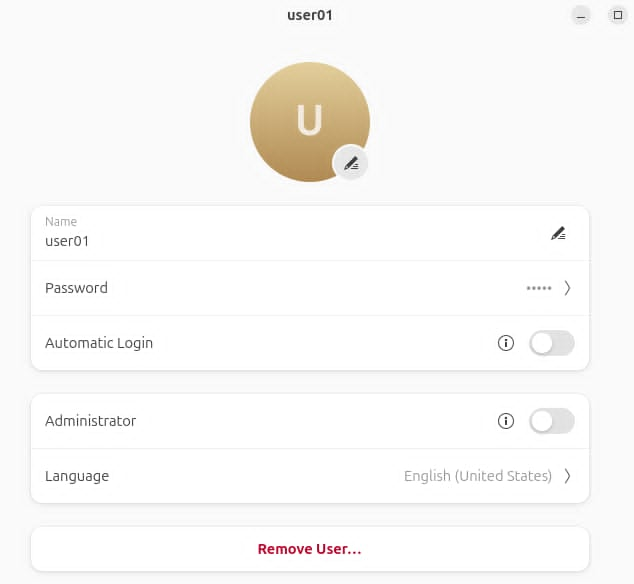 user01
U
Name
user01
Password •••••
Automatic Login
Administrator
Language English (United States)
Remove User...